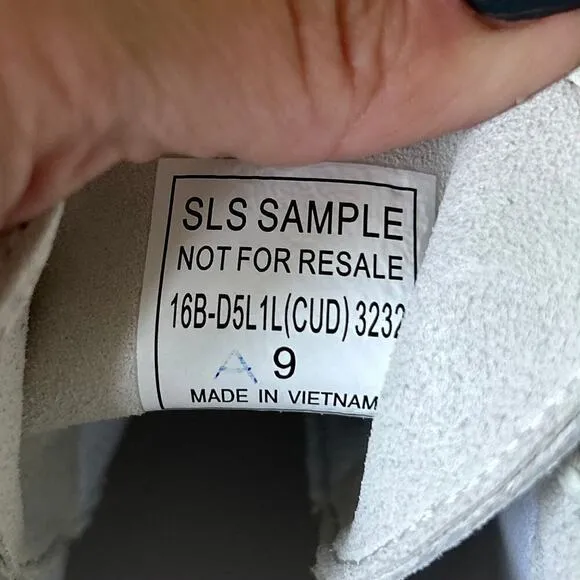 SLS SAMPLE
NOT FOR RESALE
16B-D5L1L(CUD) 3232
A 9
MADE IN VIETNAM